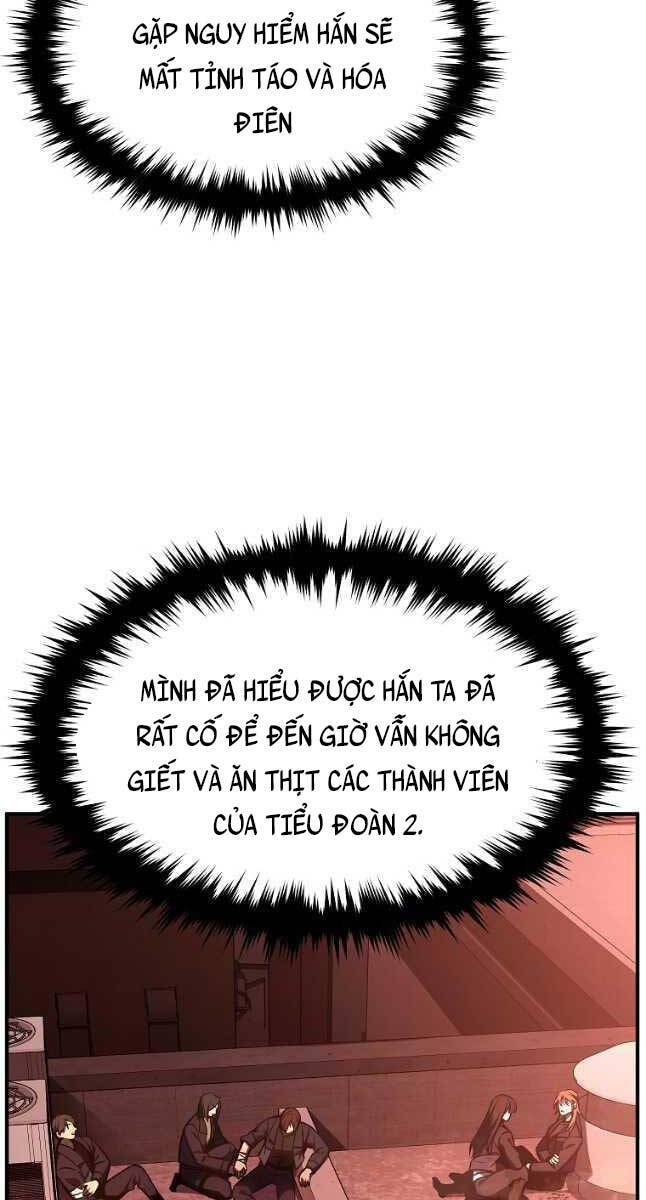 GẶP NGUY HIỂM HẮN SẼ
MẤT TỈNH TÁO VÀ HÓA
ĐIÊN
MÌNH ĐÃ HIỂU ĐƯỢC HẮN TA ĐÃ
RẤT CỐ ĐỂ ĐẾN GIỜ VẪN KHÔNG
GIẾT VÀ ĂN THỊT CÁC THÀNH VIÊN
CỦA TIỂU ĐOÀN 2.